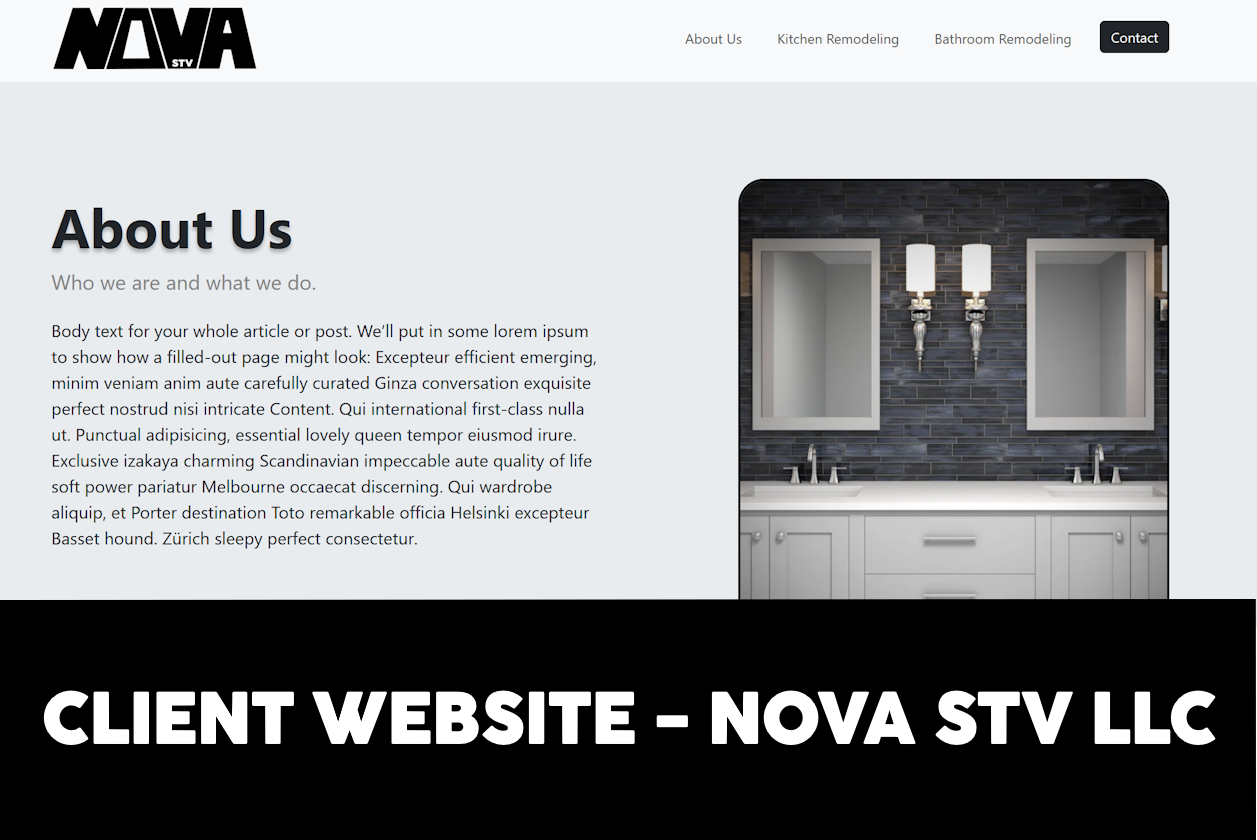 NOVA
STV
About Us
Kitchen Remodeling
Bathroom Remodeling
Contact
About Us
Who we are and what we do.
Body text for your whole article or post. We’ll put in some lorem ipsum
to show how a filled-out page might look: Excepteur efficient emerging,
minim veniam anim aute carefully curated Ginza conversation exquisite
perfect nostrud nisi intricate Content. Qui international first-class nulla
ut. Punctual adipisicing, essential lovely queen tempor eiusmod irure.
Exclusive izakaya charming Scandinavian impeccable aute quality of life
soft power pariatur Melbourne occaecat discerning. Qui wardrobe
aliquip, et Porter destination Toto remarkable officia Helsinki excepteur
Basset hound. Zürich sleepy perfect consectetur.
CLIENT WEBSITE - NOVA STV LLC